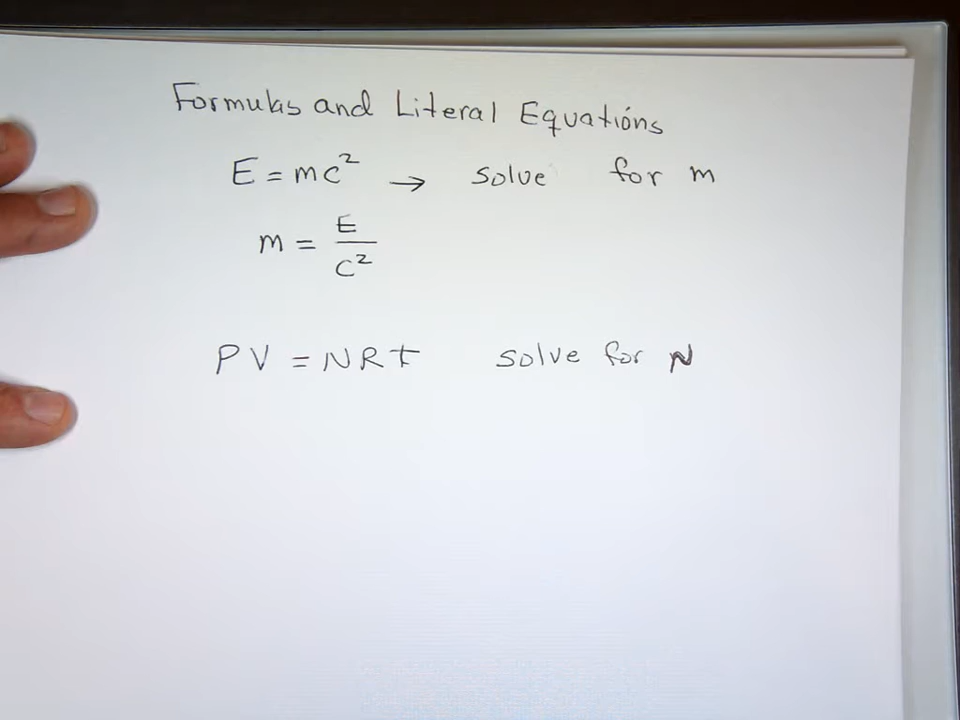 Formulas and Literal Equations
E = mc² → solve for m
m = E/c²
PV = NRt solve for N